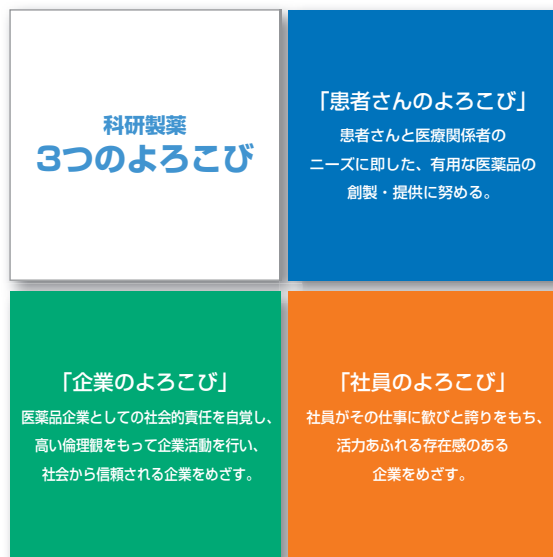 科研製薬
3つのよろこび
「患者さんのよろこび」
患者さんと医療関係者の
ニーズに即した、有用な医薬品の
創製・提供に努める。
「企業のよろこび」
医薬品企業としての社会的責任を自覚し、
高い倫理観をもって企業活動を行い、
社会から信頼される企業をめざす。
「社員のよろこび」
社員がその仕事に歓びと誇りをもち、
活力あふれる存在感のある
企業をめざす。